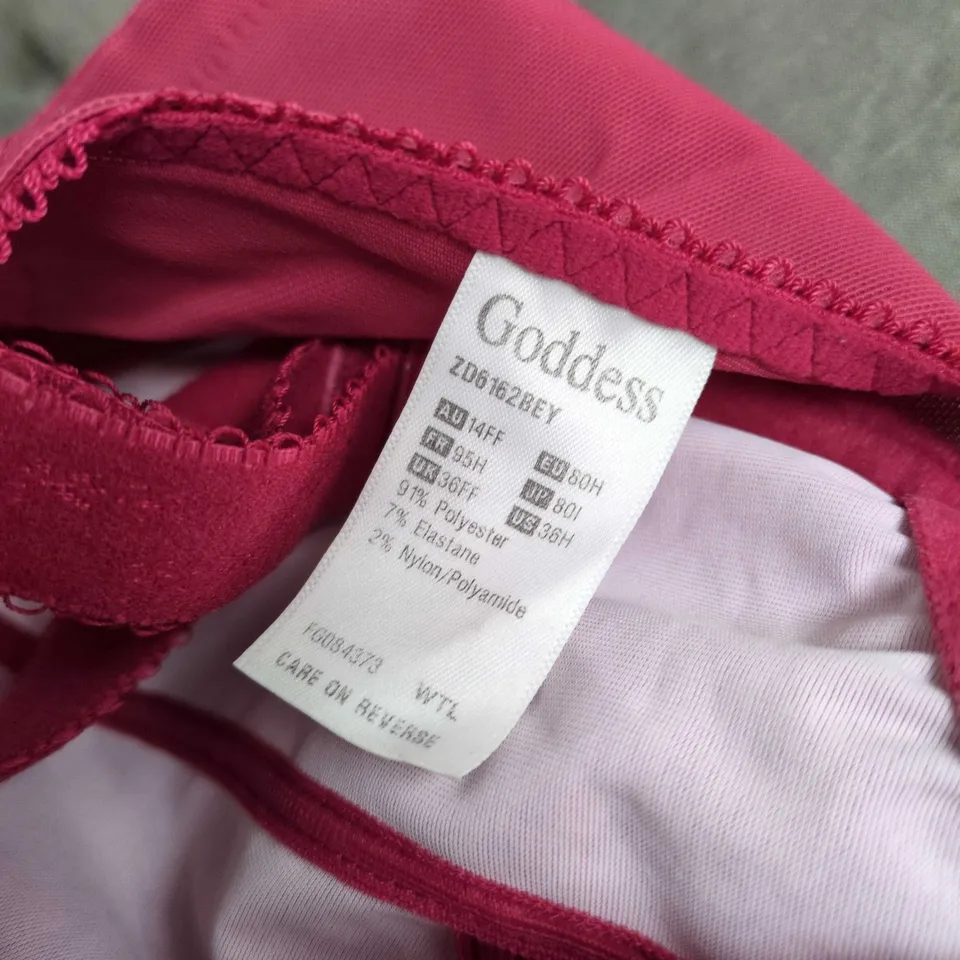 Goddess
ZD6162BEY
AU 14FF EU 80H
FR 95H JP 80I
UK 36FF US 36H
91% Polyester
7% Elastane
2% Nylon/Polyamide
FG084373 WTL
CARE ON REVERSE